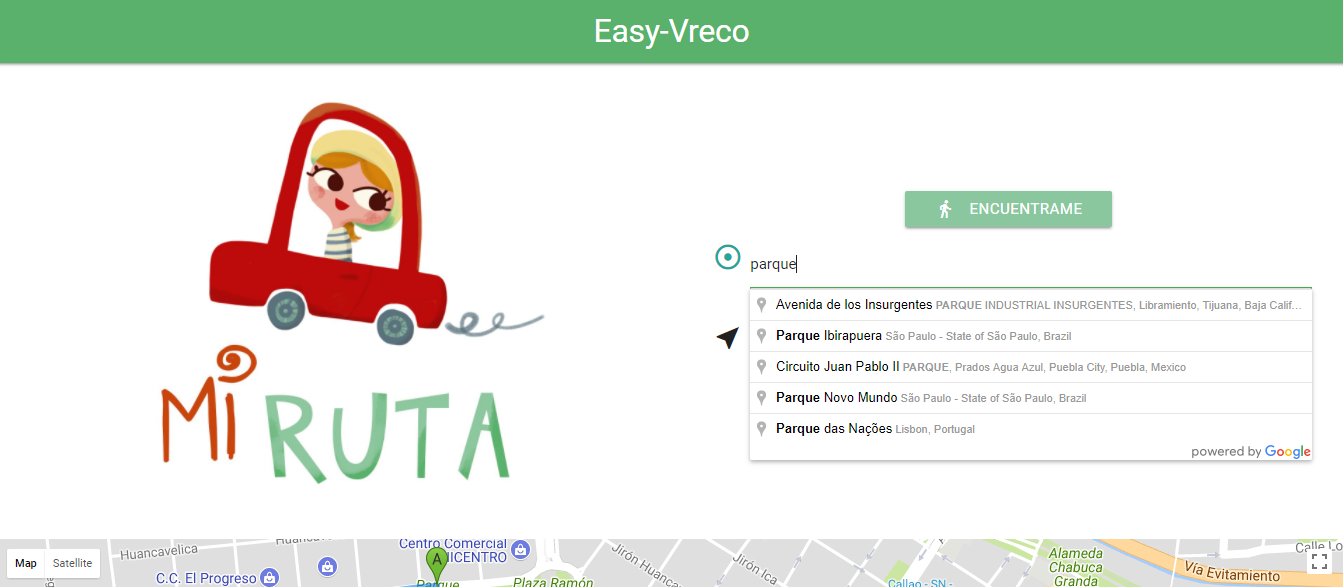 Easy-Vreco
Mi RUTA
ENCUENTRAME
parque
Avenida de los Insurgentes PARQUE INDUSTRIAL INSURGENTES, Libramiento, Tijuana, Baja Calif...
Parque Ibirapuera São Paulo - State of São Paulo, Brazil
Circuito Juan Pablo II PARQUE, Prados Agua Azul, Puebla City, Puebla, Mexico
Parque Novo Mundo São Paulo - State of São Paulo, Brazil
Parque das Nações Lisbon, Portugal
powered by Google
Map Satellite
Huancavelica
C.C. El Progreso
Centro Comercial
A
Parque
Plaza Ramón
Jirón Huanca
Jirón Ica
Callao - SN -
Alameda
Chabuca
Granda
Vía Evitamiento
Calle Lo